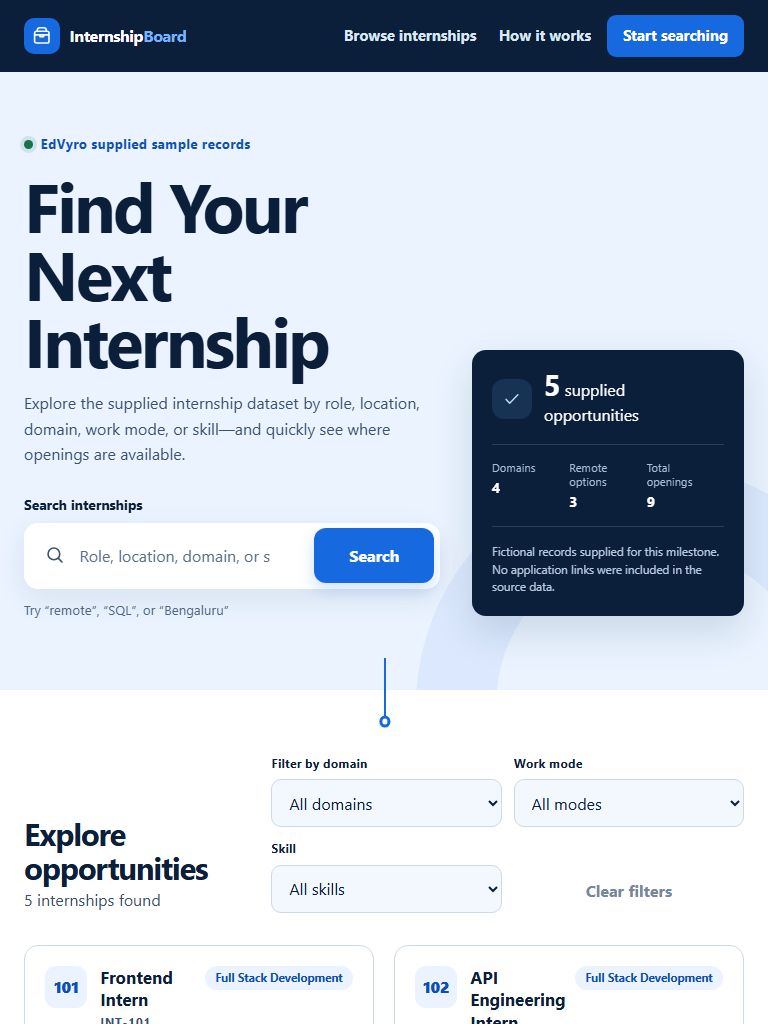 InternshipBoard
Browse internships
How it works
Start searching
EdVyro supplied sample records
Find Your
Next
Internship
Explore the supplied internship dataset by role, location,
domain, work mode, or skill—and quickly see where
openings are available.
Search internships
Role, location, domain, or s
Search
Try “remote”, “SQL”, or “Bengaluru”
5 supplied
opportunities
Domains
4
Remote
options
3
Total
openings
9
Fictional records supplied for this milestone.
No application links were included in the
source data.
Explore
opportunities
5 internships found
Filter by domain
All domains
Work mode
All modes
Skill
All skills
Clear filters
101
Frontend
Intern
INT-101
Full Stack Development
102
API
Engineering
Intern
Full Stack Development